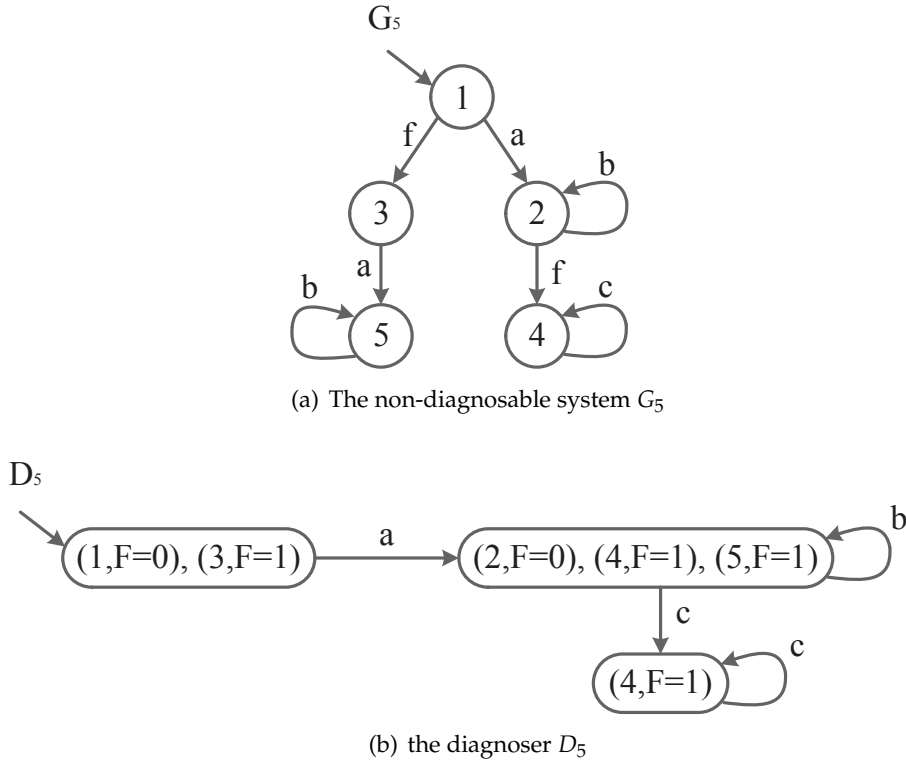 G₅
1
f
a
3
2
b
a
f
b
5
4
c
(a) The non-diagnosable system G₅
D₅
(1,F=0), (3,F=1)
a
(2,F=0), (4,F=1), (5,F=1)
b
c
(4,F=1)
c
(b) the diagnoser D₅